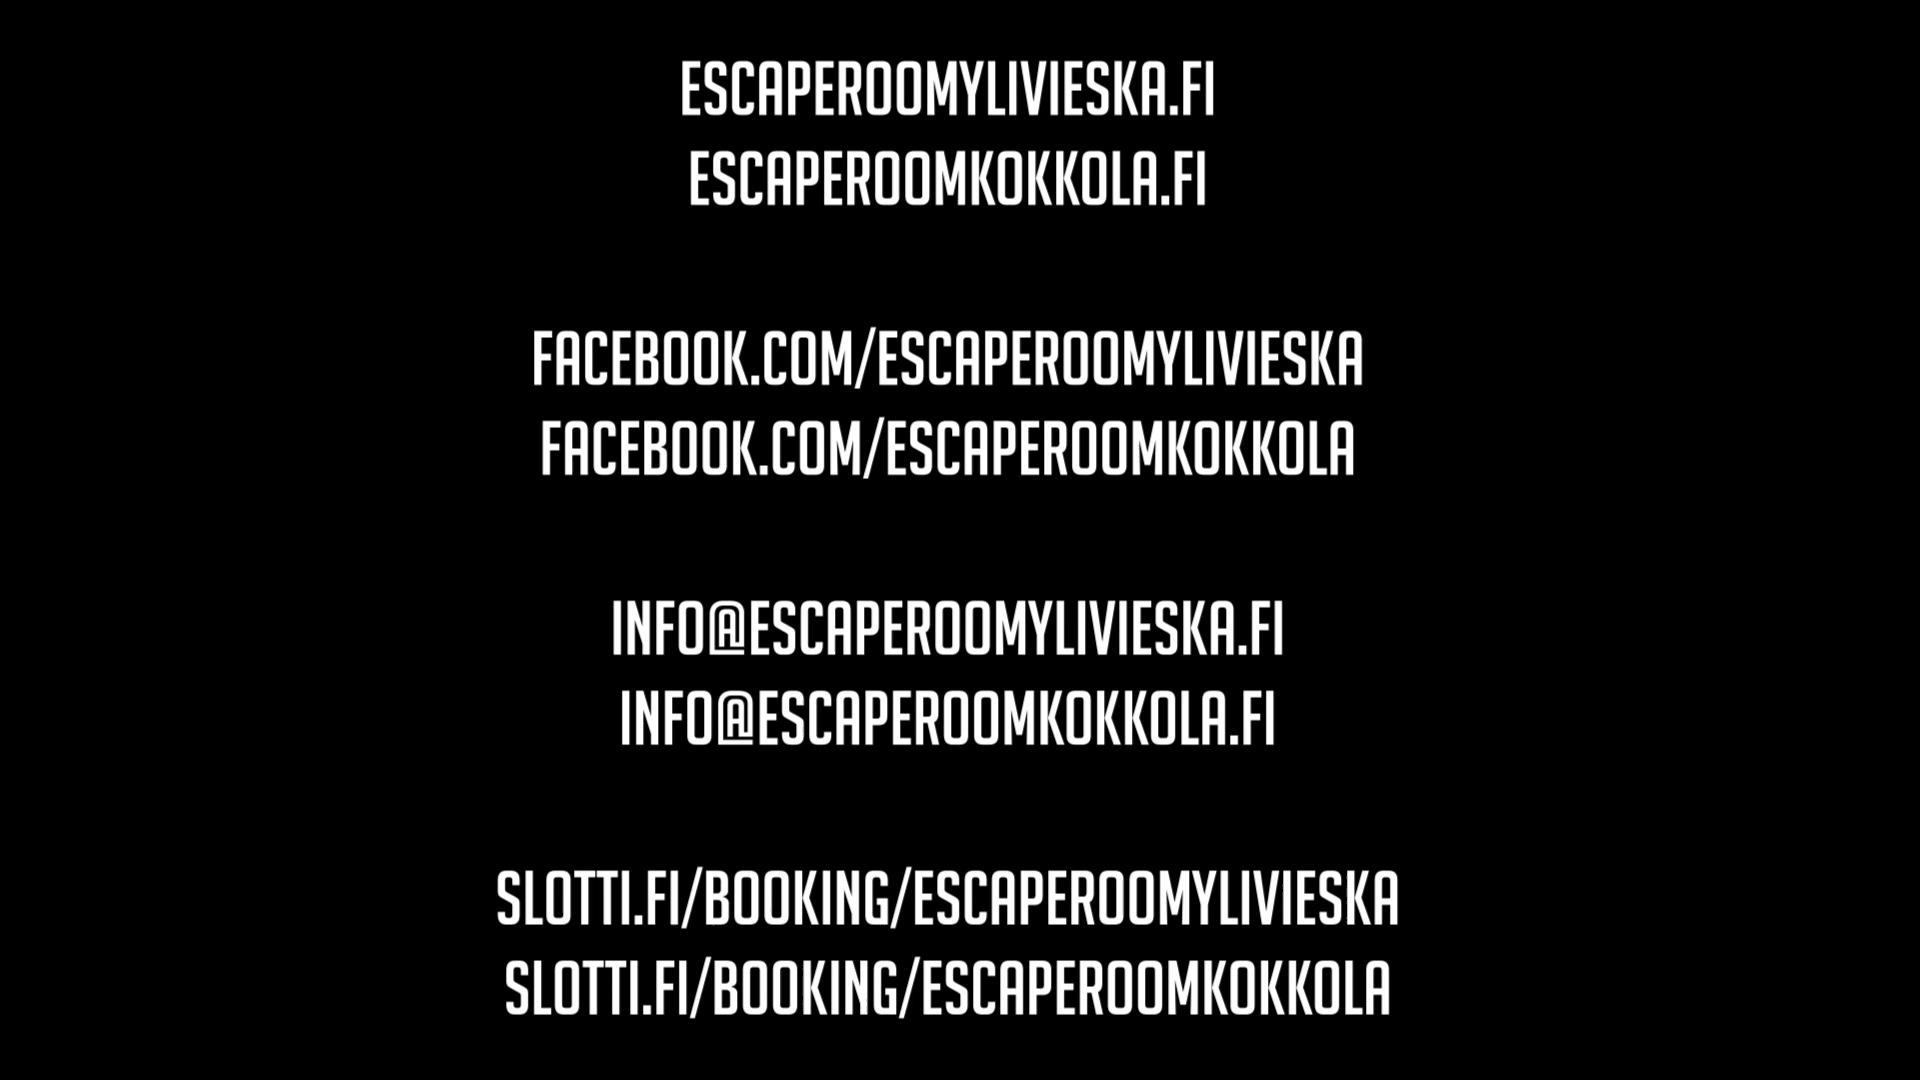 ESCAPEROOMYLIVIESKA.FI
ESCAPEROOMKOKKOLA.FI
FACEBOOK.COM/ESCAPEROOMYLIVIESKA
FACEBOOK.COM/ESCAPEROOMKOKKOLA
INFO@ESCAPEROOMYLIVIESKA.FI
INFO@ESCAPEROOMKOKKOLA.FI
SLOTTI.FI/BOOKING/ESCAPEROOMYLIVIESKA
SLOTTI.FI/BOOKING/ESCAPEROOMKOKKOLA